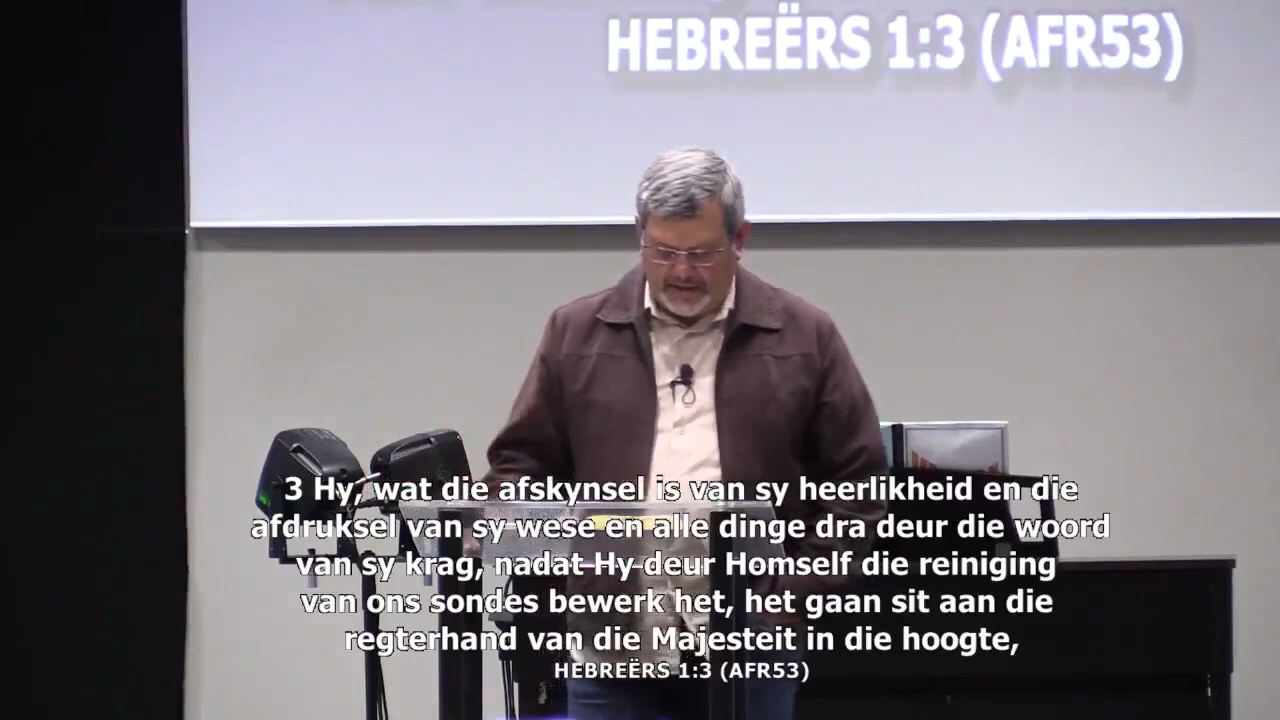 HEBREËRS 1:3 (AFR53)
3 Hy, wat die afskynsel is van sy heerlikheid en die
afdruksel van sy wese en alle dinge dra deur die woord
van sy krag, nadat Hy deur Homself die reiniging
van ons sondes bewerk het, het gaan sit aan die
regterhand van die Majesteit in die hoogte,
HEBREËRS 1:3 (AFR53)